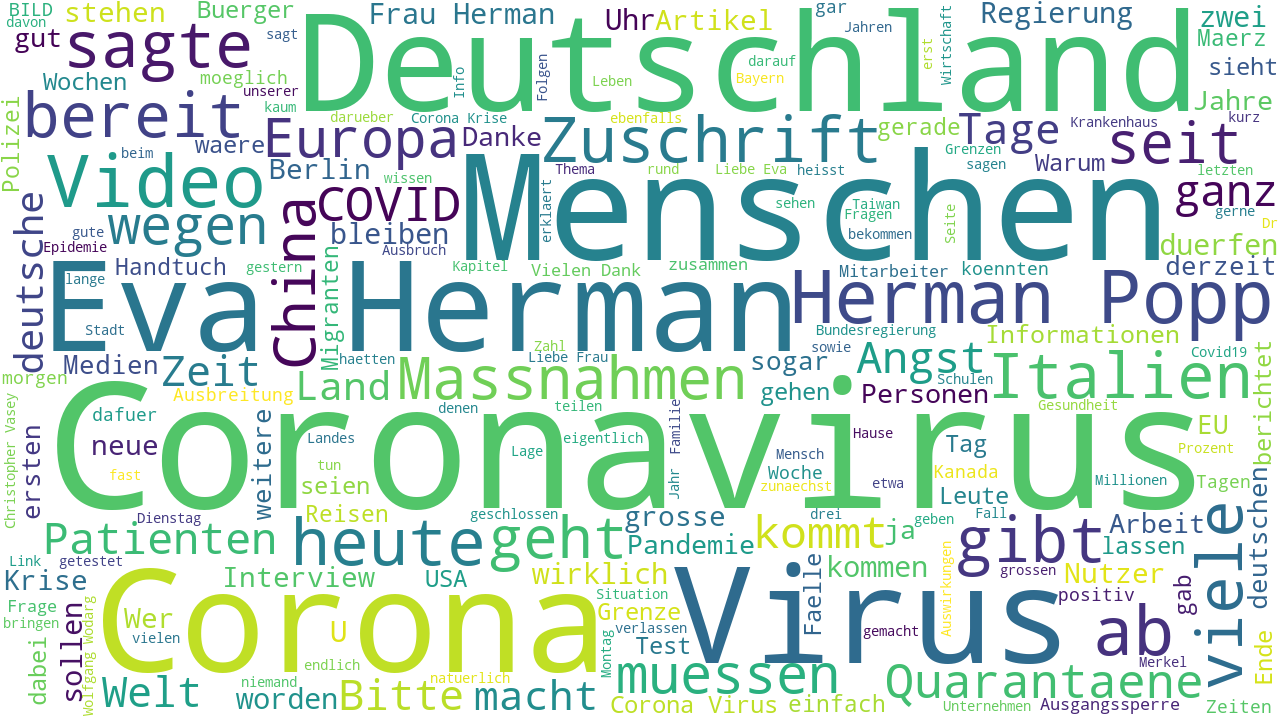 BILD
davon
stehen
Buerger
Frau Herman
Uhr
Artikel
gar
Jahren
Regierung
zwei
Maerz
gut
sagte
sagt
Deutschland
erst
Wirtschaft
sieht
Wochen
moeglich
unserer
Info
Folgen
Leben
darauf
Bayern
Jahre
Polizei
bereit
kaum
darueber
Corona Krise
ebenfalls
kurz
Europa
Danke
Zuschrift
gerade
Tage
Krankenhaus
seit
waere
beim
Berlin
Grenzen
sagen
Warum
letzten
Video
wissen
Thema
rund
Liebe Eva
heisst
ganz
deutsche
wegen
China
COVID
erklaert
Menschen
sehen
Taiwan
Fragen
Seite
gerne
gute
bleiben
bekommen
Dr
Epidemie
Ausbruch
duerfen
Handtuch
gestern
Migranten
Kapitel
Vielen Dank
zusammen
Mitarbeiter
koennten
derzeit
lange
Eva Herman
Herman Popp
Stadt
Bundesregierung
Informationen
Medien
Zeit
haetten
Zahl
Liebe Frau
sogar
sowie
Angst
Covid19
morgen
Ausbreitung
Land
Massnahmen
gehen
Personen
Schulen
Italien
berichtet
Christopher Vasey
dafuer
denen
teilen
Familie
Gesundheit
ersten
neue
weitere
Coronavirus
Landes
Lage
eigentlich
Hause
Tag
EU
Prozent
fast
tun
seien
Jahr
Mensch
Woche
zunaechst
etwa
Kanada
Leute
Millionen
Tagen
deutschen
Dienstag
Reisen
geschlossen
grosse
drei
geben
Fall
Arbeit
Patienten
heute
geht
Pandemie
kommt
ja
gibt
lassen
viele
Link
getestet
Krise
Interview
USA
wirklich
Faelle
kommen
grossen
Nutzer
Frage
bringen
Wolfgang Wodarg
Wer
vielen
Corona
U
Situation
Grenze
verlassen
Virus
Auswirkungen
positiv
gab
gemacht
ab
dabei
sollen
endlich
Montag
Test
Merkel
Ende
niemand
natuerlich
muessen
Quarantaene
Welt
worden
Bitte
macht
Corona Virus
einfach
Unternehmen
Ausgangssperre
Zeiten